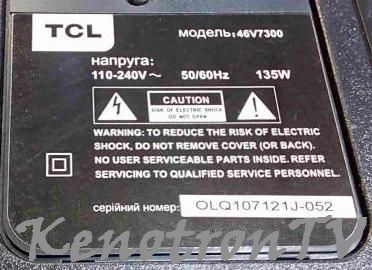 TCL
модель:46V7300
напруга:
110-240V~ 50/60Hz 135W
CAUTION
RISK OF ELECTRIC SHOCK
DO NOT OPEN
WARNING: TO REDUCE THE RISK OF ELECTRIC
SHOCK, DO NOT REMOVE COVER (OR BACK).
NO USER SERVICEABLE PARTS INSIDE. REFER
SERVICING TO QUALIFIED SERVICE PERSONNEL.
серійний номер: OLQ107121J-052
KenotronTV